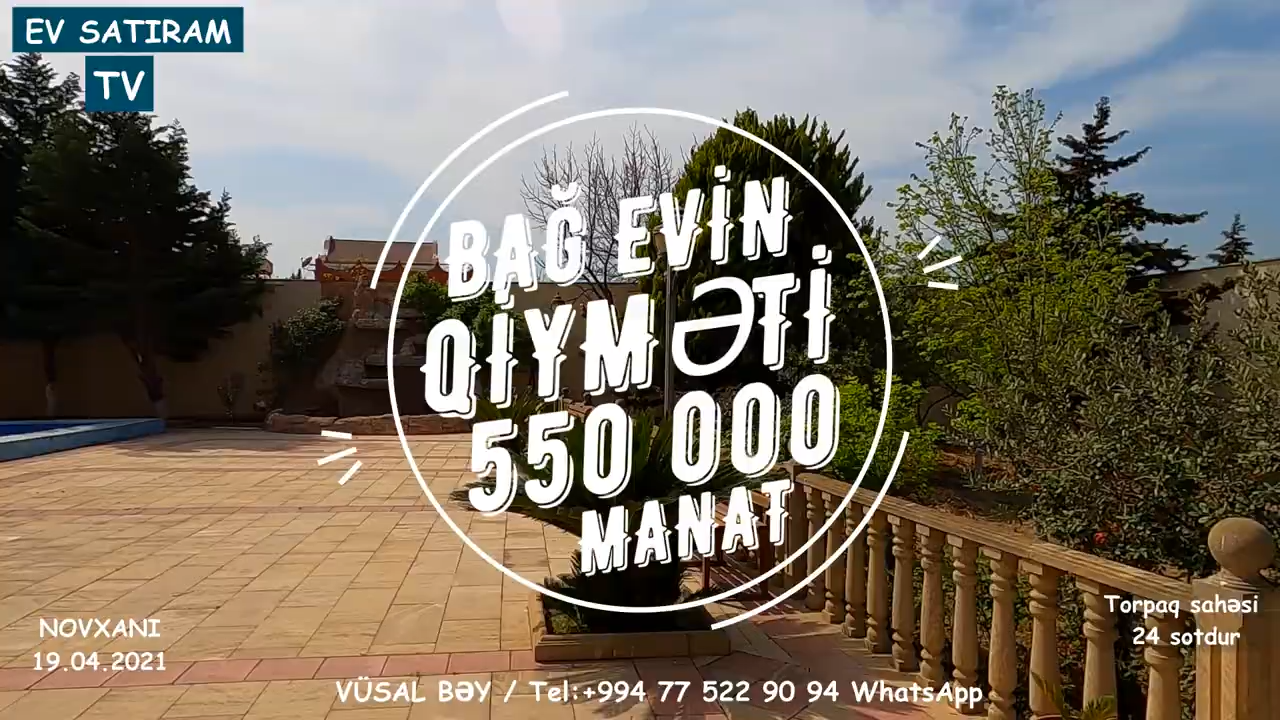 EV SATIRAM
TV
BAĞ EVİN
QİYMƏTİ
550 000
MANAT
NOVXANI
19.04.2021
Torpaq sahəsi
24 sotdur
VÜSAL BƏY / Tel:+994 77 522 90 94 WhatsApp